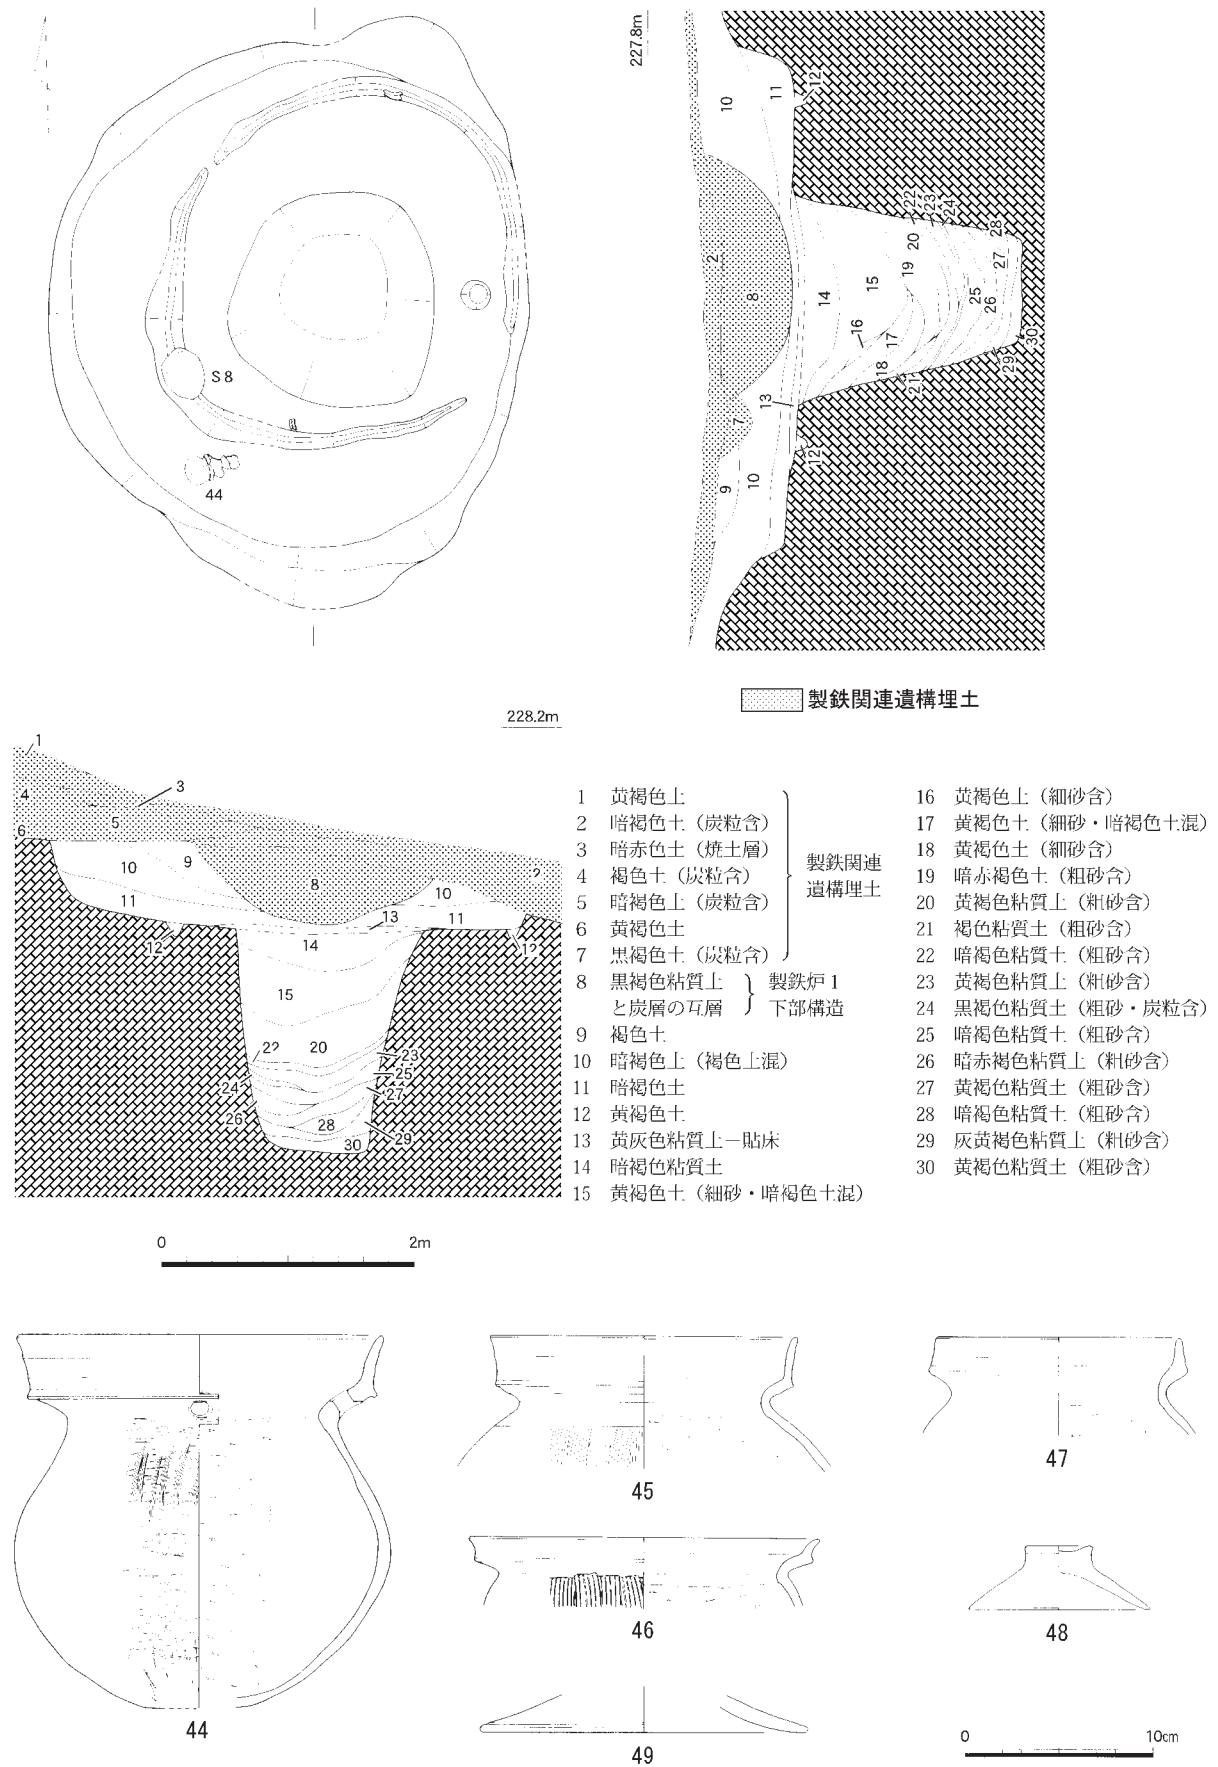 S8
44
227.8m
10
11
12
2
8
14
15
16
17
18
19
20
21
22
23
24
25
26
27
28
29
30
13
7
12
9
10
製鉄関連遺構埋土
228.2m
1
3
4
5
6
10
9
8
2
10
11
13
11
12
12
14
15
22
20
23
25
24
27
26
28
29
30
1 黄褐色土
2 暗褐色土（炭粒含）
3 暗赤色土（焼土層）
4 褐色土（炭粒含）
5 暗褐色土（炭粒含）
6 黄褐色土
7 黒褐色土（炭粒含）
製鉄関連
遺構埋土
8 黒褐色粘質土
と炭層の互層
製鉄炉1
下部構造
9 褐色土
10 暗褐色土（褐色土混）
11 暗褐色土
12 黄褐色土
13 黄灰色粘質土－貼床
14 暗褐色粘質土
15 黄褐色土（細砂・暗褐色土混）
16 黄褐色土（細砂含）
17 黄褐色土（細砂・暗褐色土混）
18 黄褐色土（細砂含）
19 暗赤褐色土（粗砂含）
20 黄褐色粘質土（粗砂含）
21 褐色粘質土（粗砂含）
22 暗褐色粘質土（粗砂含）
23 黄褐色粘質土（粗砂含）
24 黒褐色粘質土（粗砂・炭粒含）
25 暗褐色粘質土（粗砂含）
26 暗赤褐色粘質土（粗砂含）
27 黄褐色粘質土（粗砂含）
28 暗褐色粘質土（粗砂含）
29 灰黄褐色粘質土（粗砂含）
30 黄褐色粘質土（粗砂含）
0 2m
44
45
46
47
48
49
0 10cm